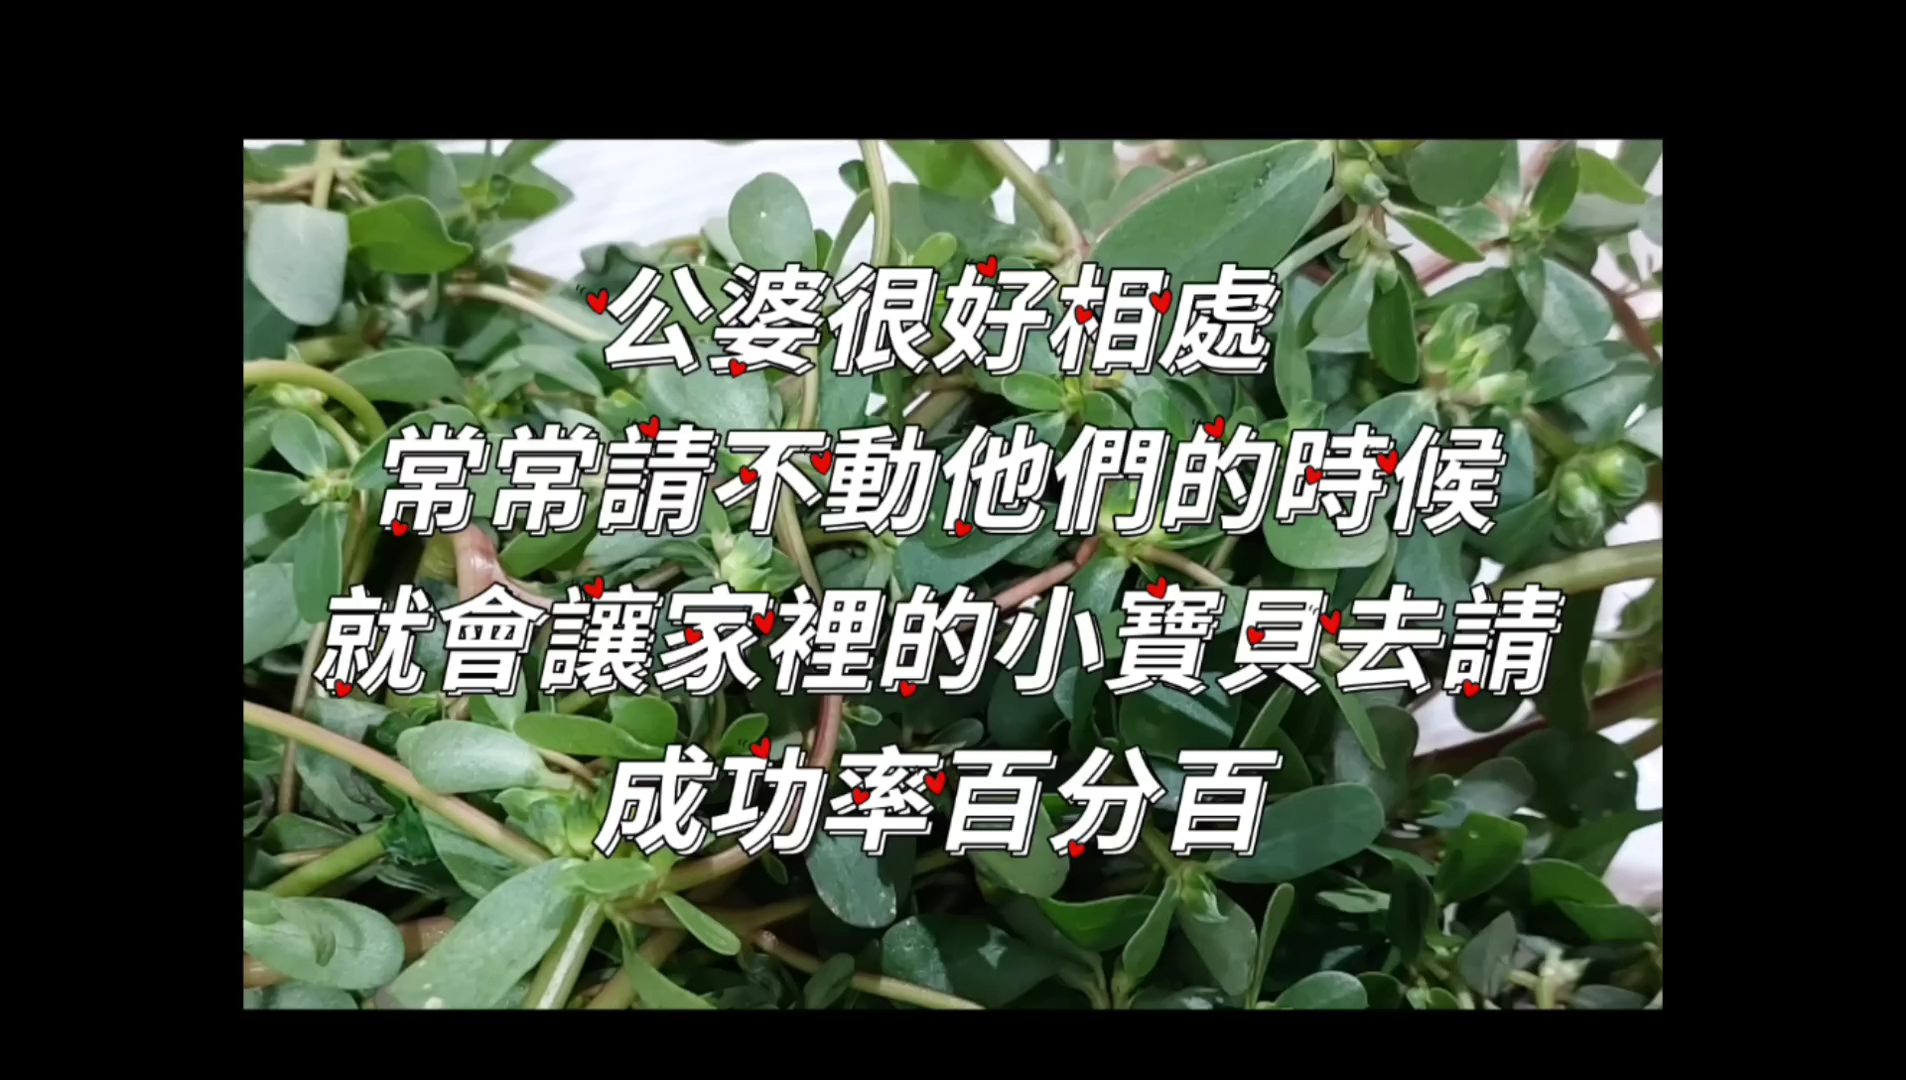 公婆很好相處
常常請不動他們的時候
就會讓家裡的小寶貝去請
成功率百分百